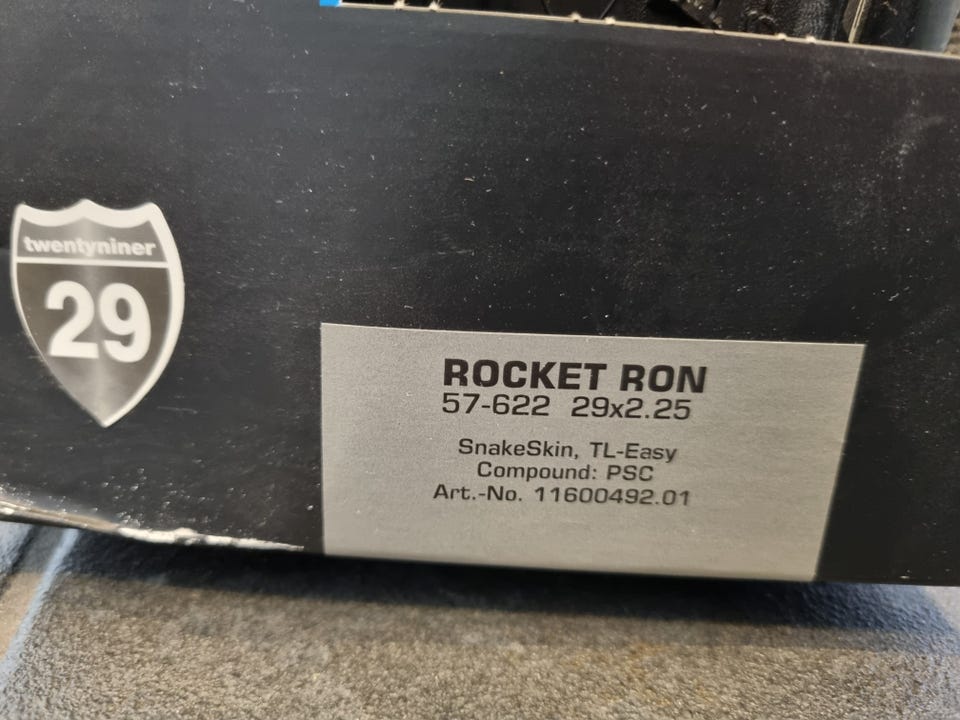 twentyniner
29
ROCKET RON
57-622 29x2.25
SnakeSkin, TL-Easy
Compound: PSC
Art.-No. 11600492.01